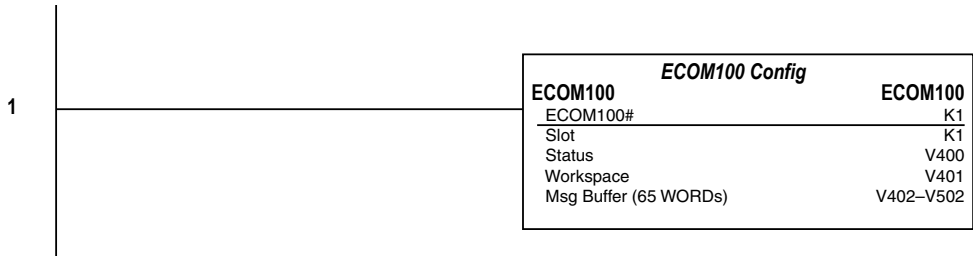 ECOM100 Config
ECOM100 ECOM100
1
ECOM100# K1
Slot K1
Status V400
Workspace V401
Msg Buffer (65 WORDs) V402–V502